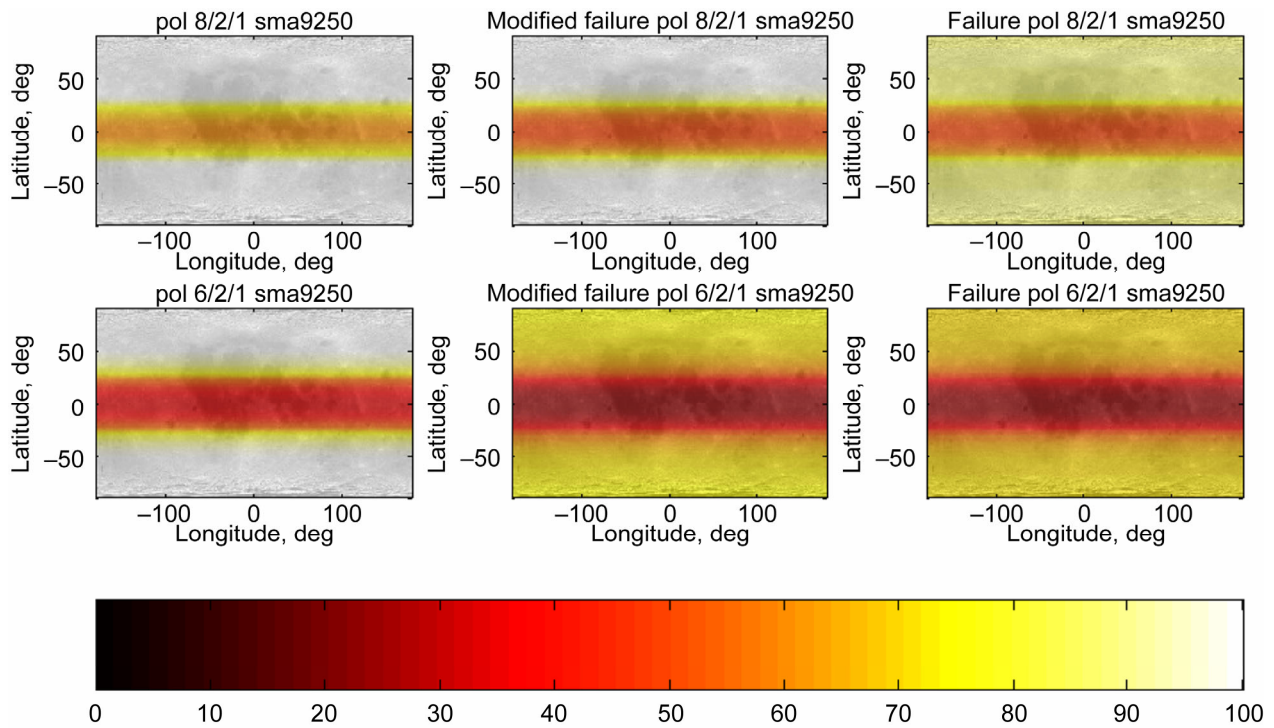 pol 8/2/1 sma9250
Modified failure pol 8/2/1 sma9250
Failure pol 8/2/1 sma9250
Latitude, deg
50
0
–50
–100 0 100
Longitude, deg
Latitude, deg
50
0
–50
–100 0 100
Longitude, deg
Latitude, deg
50
0
–50
–100 0 100
Longitude, deg
pol 6/2/1 sma9250
Modified failure pol 6/2/1 sma9250
Failure pol 6/2/1 sma9250
Latitude, deg
50
0
–50
–100 0 100
Longitude, deg
Latitude, deg
50
0
–50
–100 0 100
Longitude, deg
Latitude, deg
50
0
–50
–100 0 100
Longitude, deg
0 10 20 30 40 50 60 70 80 90 100